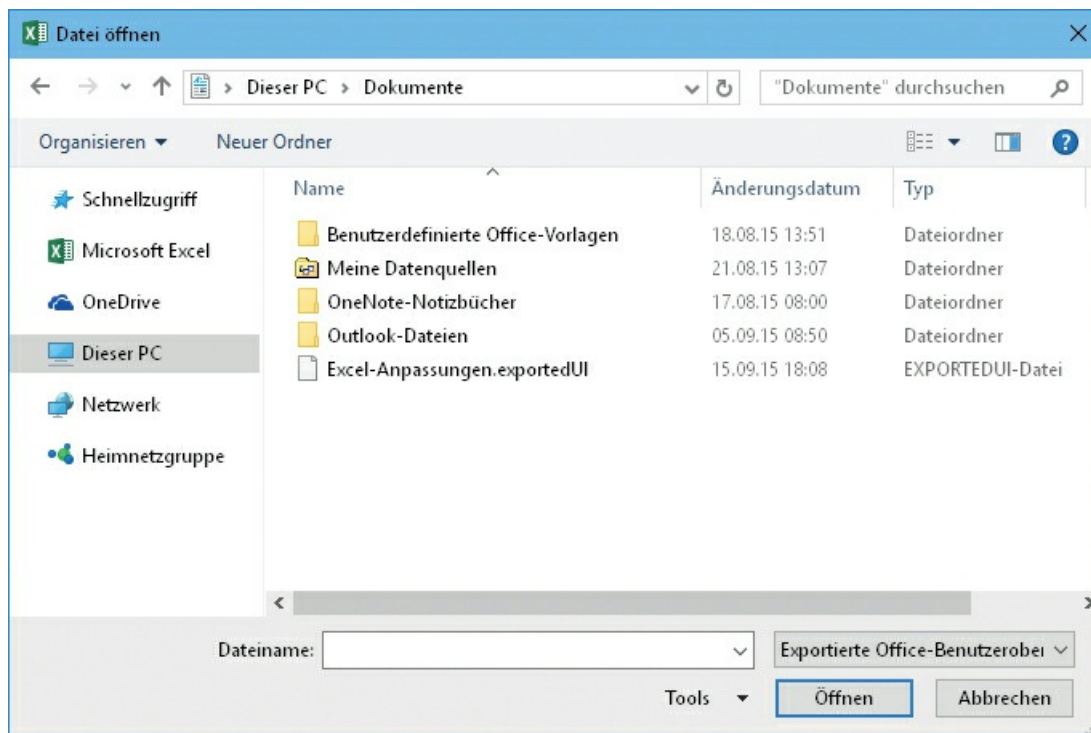 Datei öffnen
Dieser PC > Dokumente
"Dokumente" durchsuchen
Organisieren
Neuer Ordner
Name Änderungsdatum Typ
Schnellzugriff
Microsoft Excel
OneDrive
Dieser PC
Netzwerk
Heimnetzgruppe
Benutzerdefinierte Office-Vorlagen 18.08.15 13:51 Dateiordner
Meine Datenquellen 21.08.15 13:07 Dateiordner
OneNote-Notizbücher 17.08.15 08:00 Dateiordner
Outlook-Dateien 05.09.15 08:50 Dateiordner
Excel-Anpassungen.exportedUI 15.09.15 18:08 EXPORTEDUI-Datei
Dateiname:
Exportierte Office-Benutzerober
Tools
Öffnen
Abbrechen